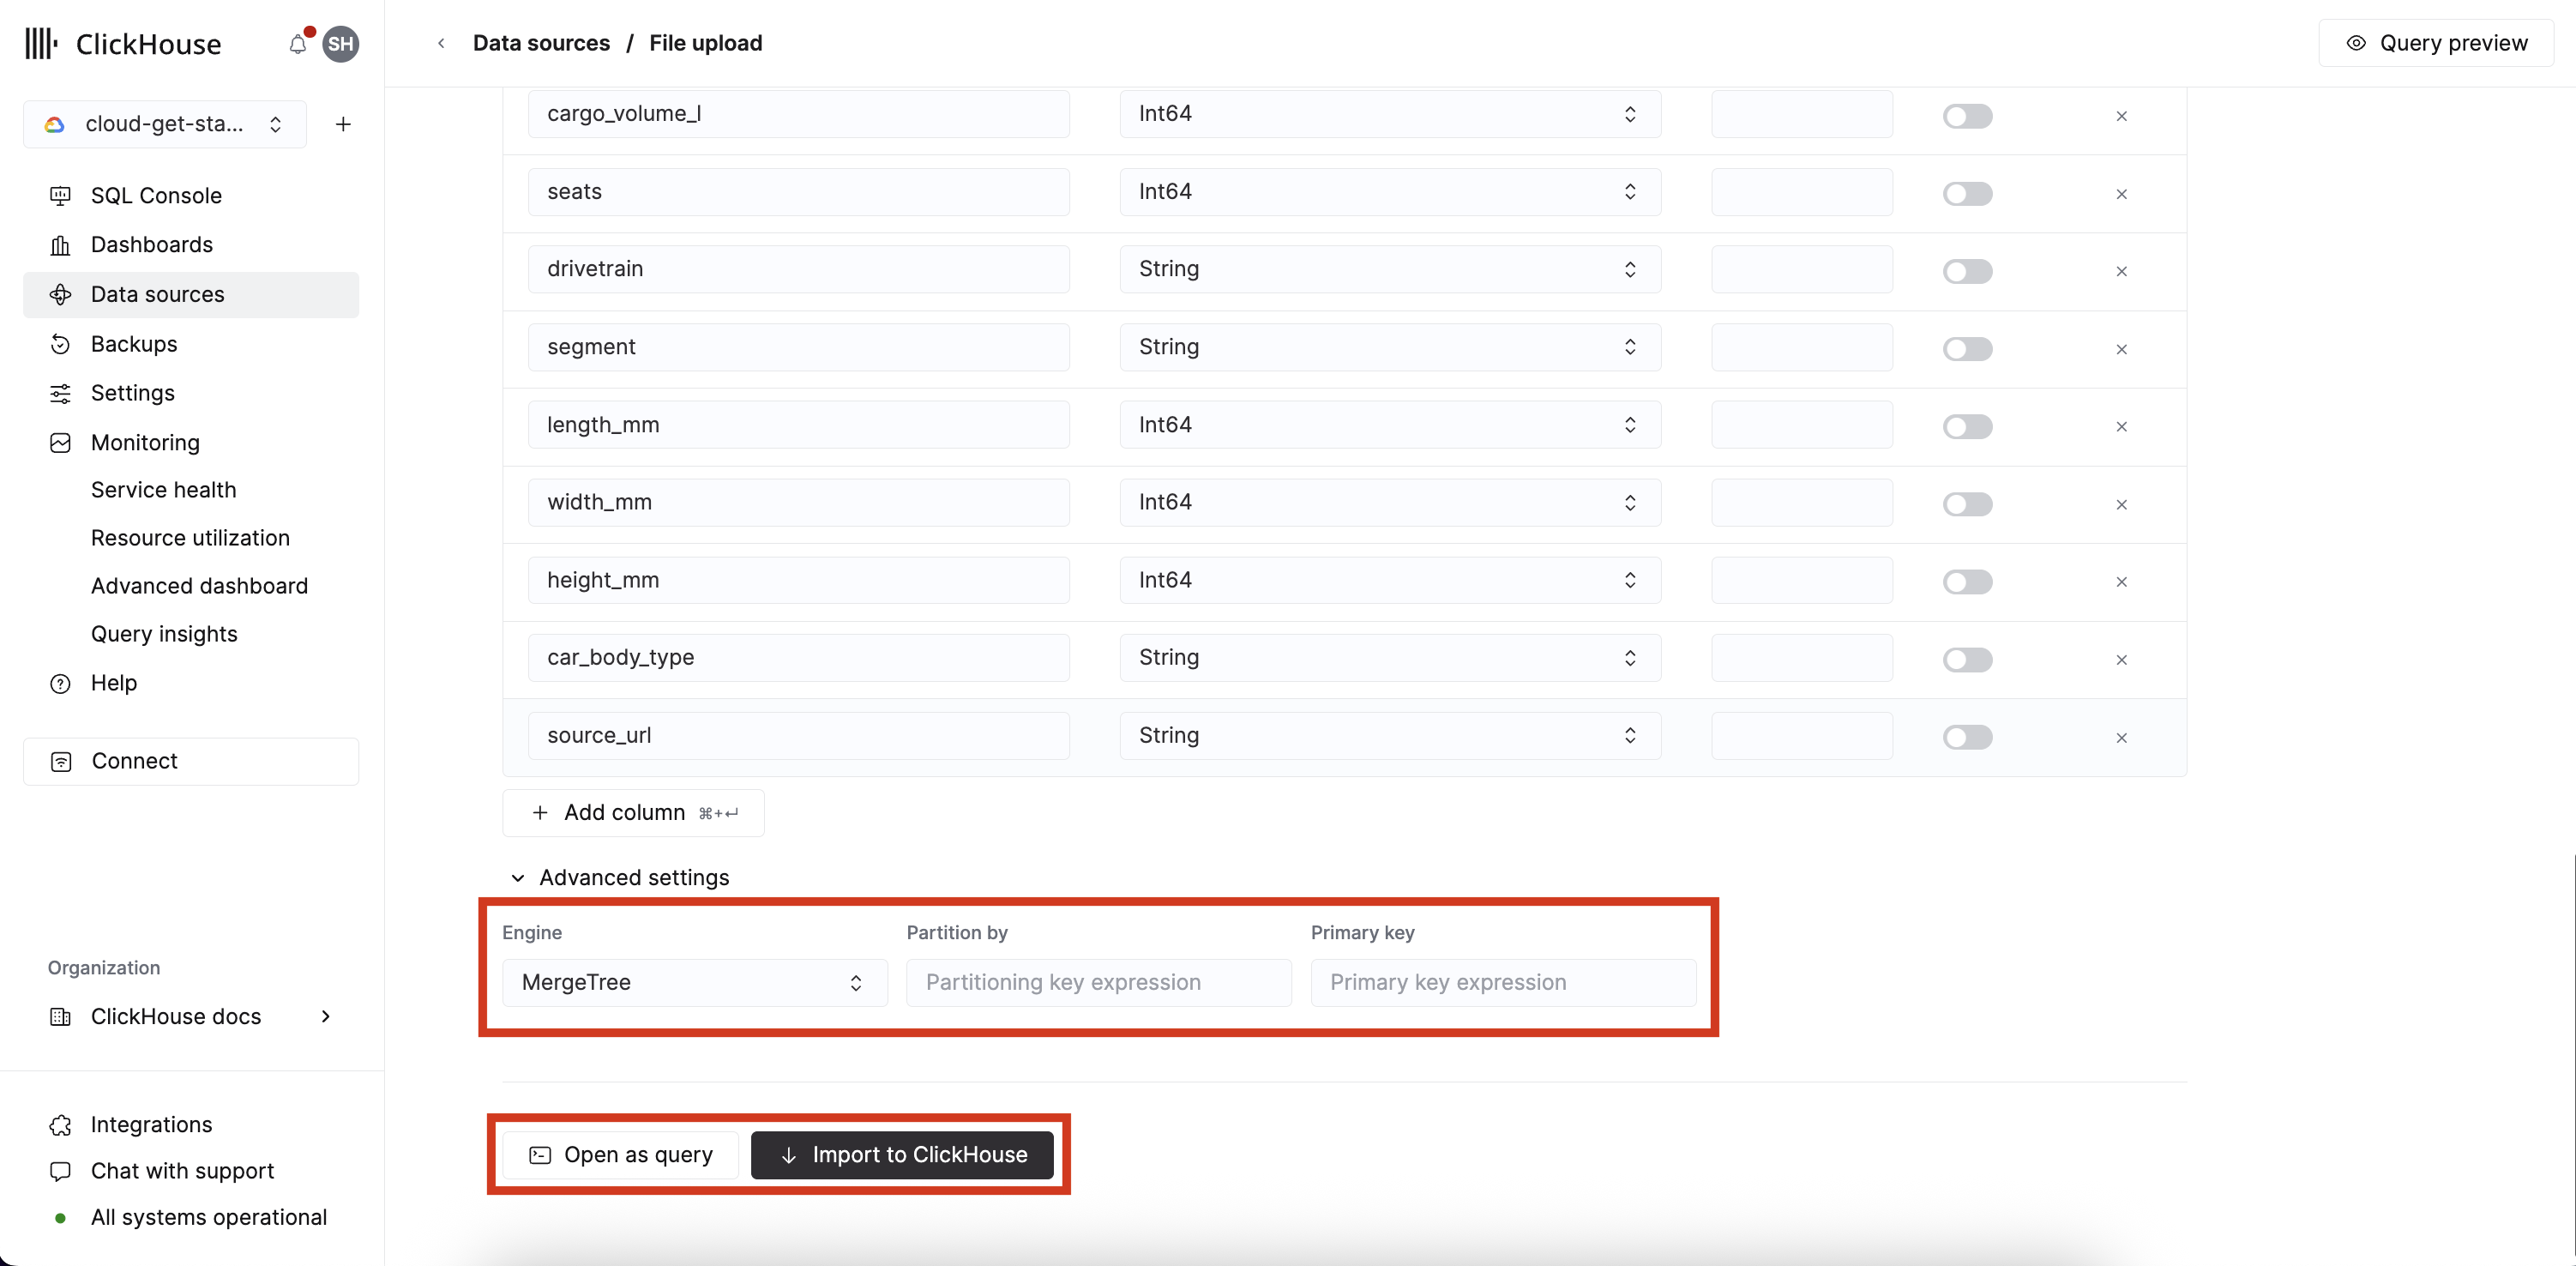 ClickHouse
SH
cloud-get-sta...
SQL Console
Dashboards
Data sources
Backups
Settings
Monitoring
Service health
Resource utilization
Advanced dashboard
Query insights
Help
Connect
Organization
ClickHouse docs
Integrations
Chat with support
All systems operational
Data sources / File upload
Query preview
cargo_volume_l Int64
seats Int64
drivetrain String
segment String
length_mm Int64
width_mm Int64
height_mm Int64
car_body_type String
source_url String
+ Add column ⌘+↵
Advanced settings
Engine Partition by Primary key
MergeTree Partitioning key expression Primary key expression
Open as query Import to ClickHouse